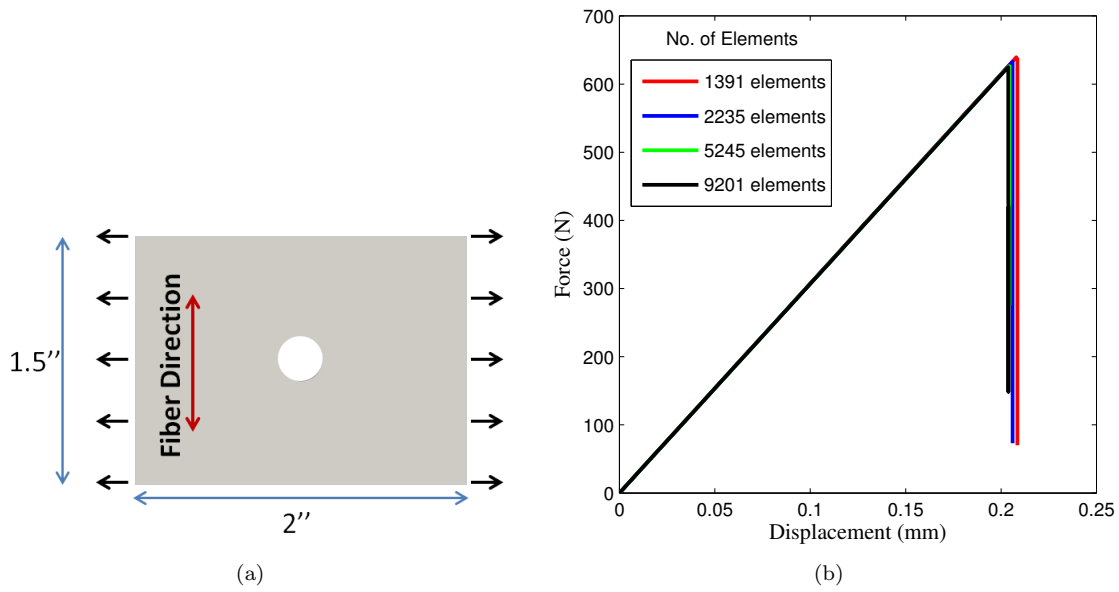 1.5’’
Fiber Direction
2’’
(a)
700
600
500
400
300
200
100
0
Force (N)
No. of Elements
1391 elements
2235 elements
5245 elements
9201 elements
0 0.05 0.1 0.15 0.2 0.25
Displacement (mm)
(b)